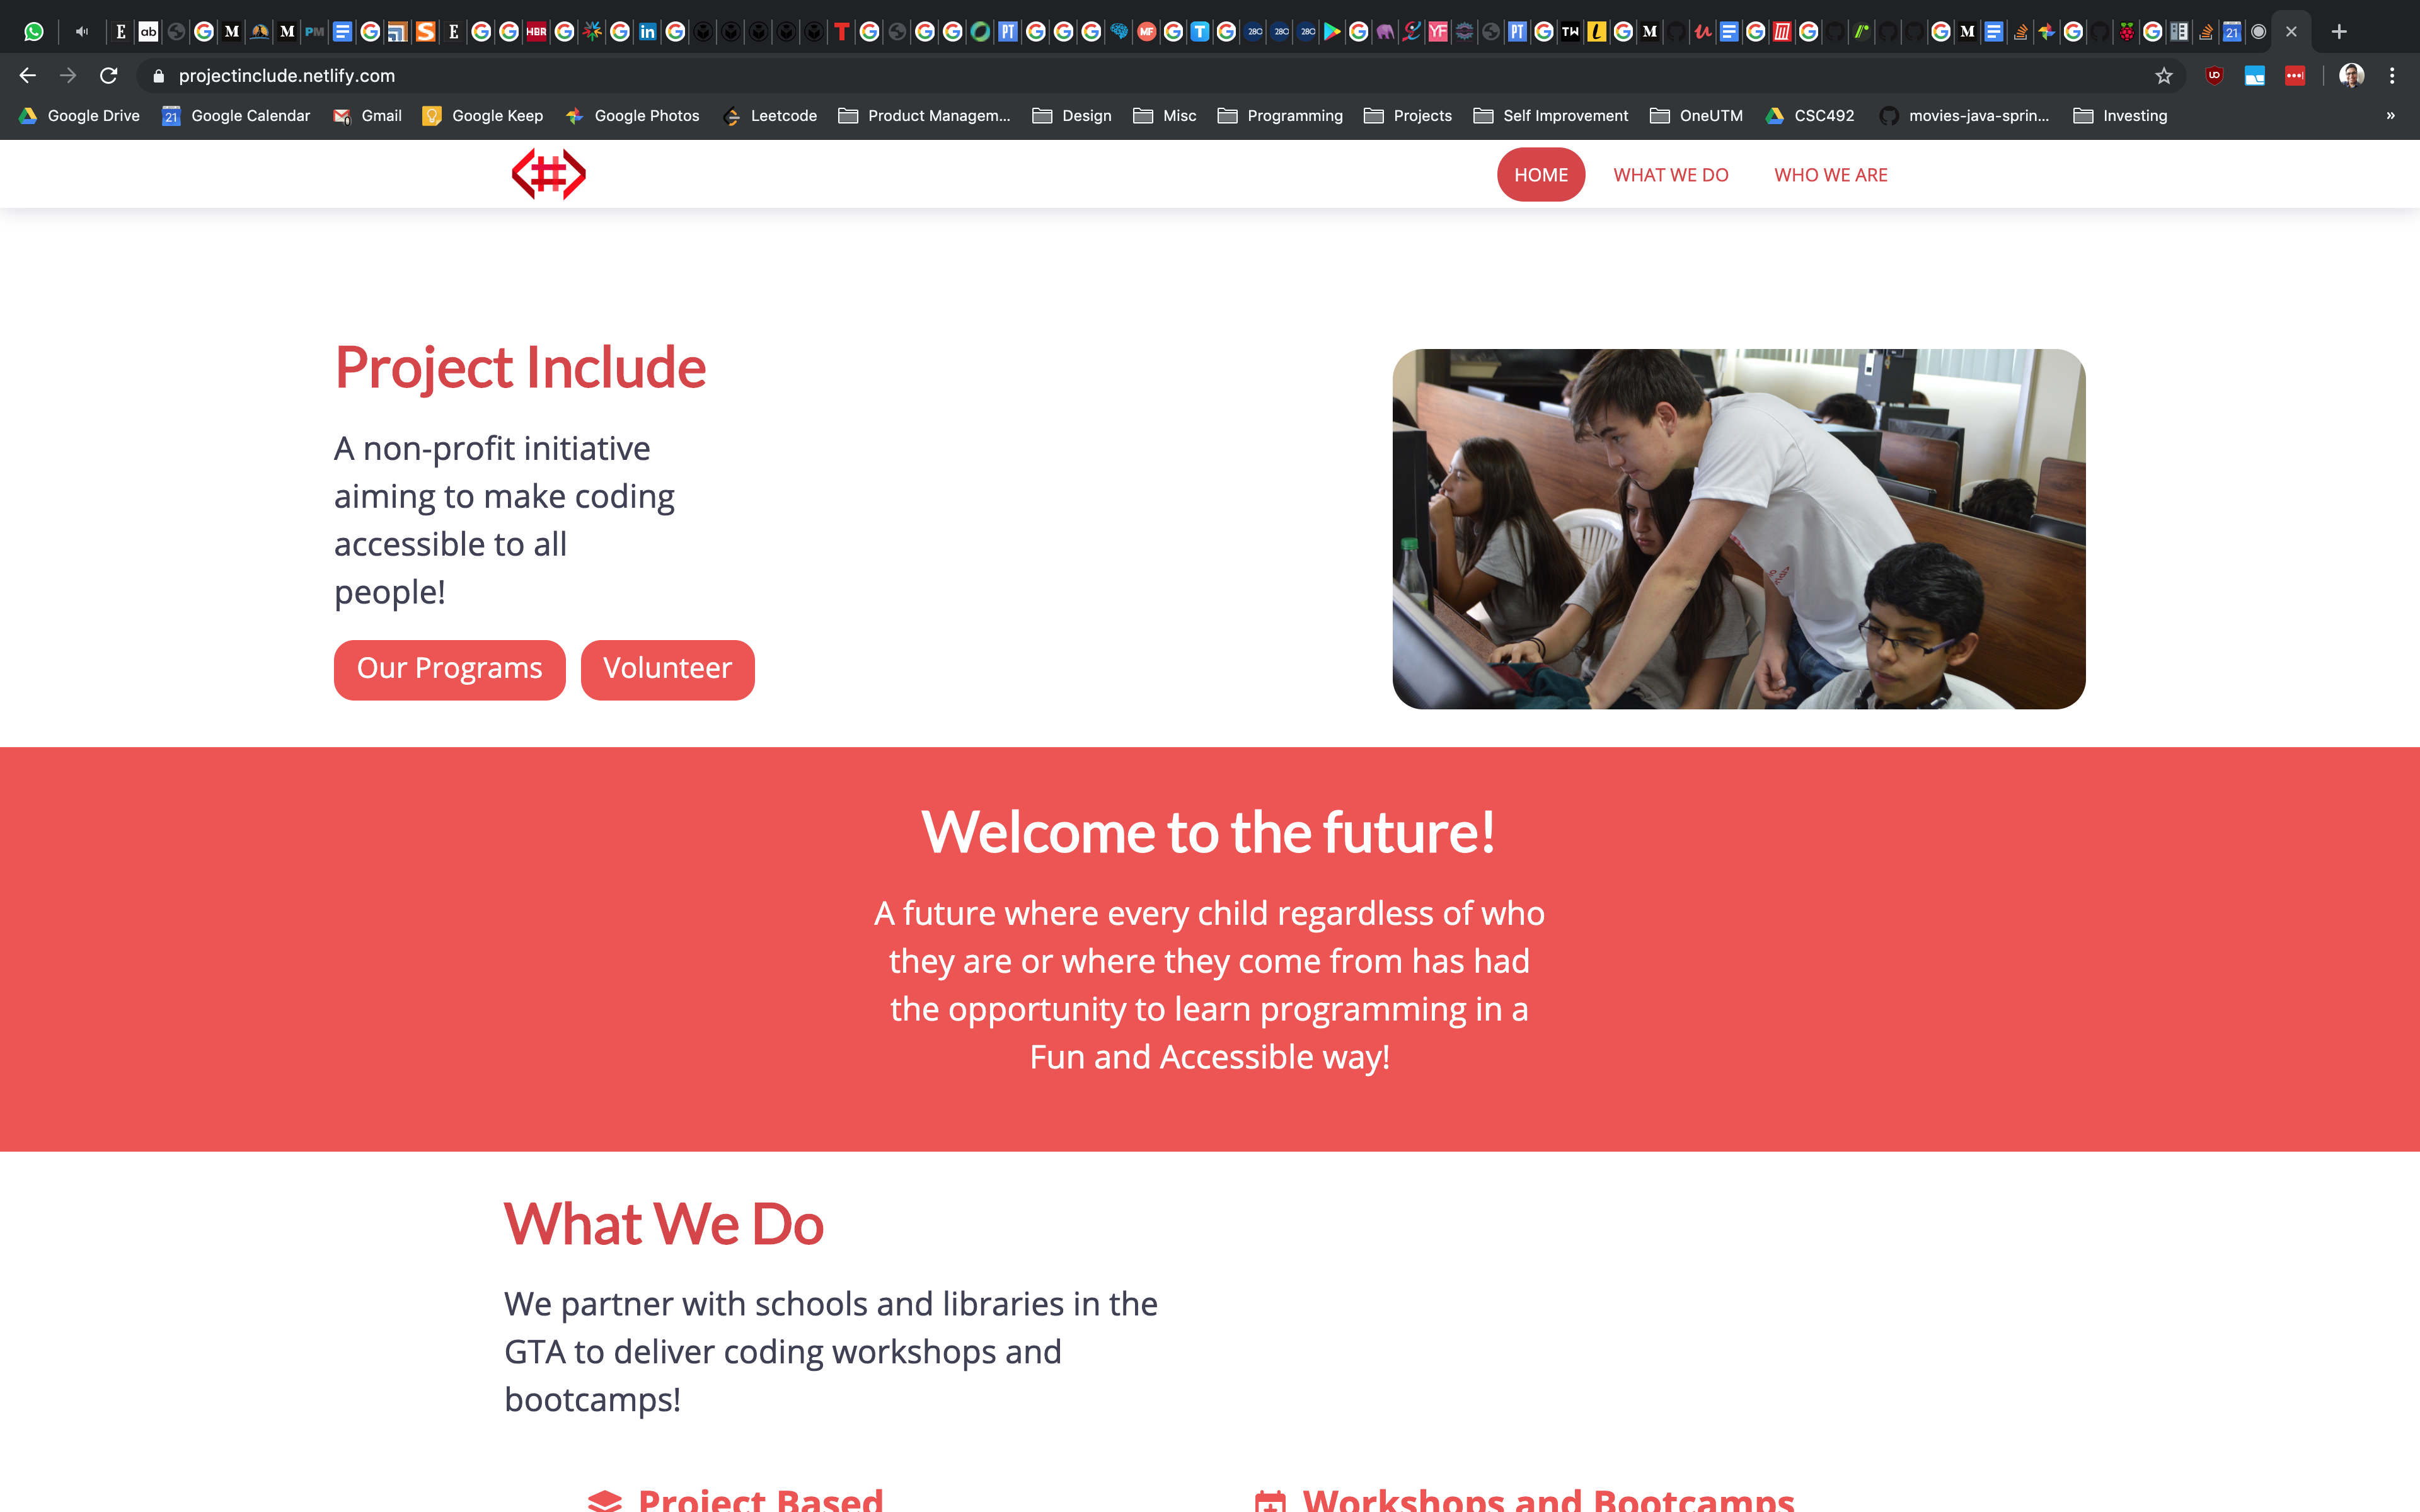 projectinclude.netlify.com
Google Drive Google Calendar Gmail Google Keep Google Photos Leetcode Product Managem... Design Misc Programming Projects Self Improvement OneUTM CSC492 movies-java-sprin... Investing »
HOME WHAT WE DO WHO WE ARE
Project Include
A non-profit initiative
aiming to make coding
accessible to all
people!
Our Programs Volunteer
Welcome to the future!
A future where every child regardless of who
they are or where they come from has had
the opportunity to learn programming in a
Fun and Accessible way!
What We Do
We partner with schools and libraries in the
GTA to deliver coding workshops and
bootcamps!
Project Based Workshops and Bootcamps